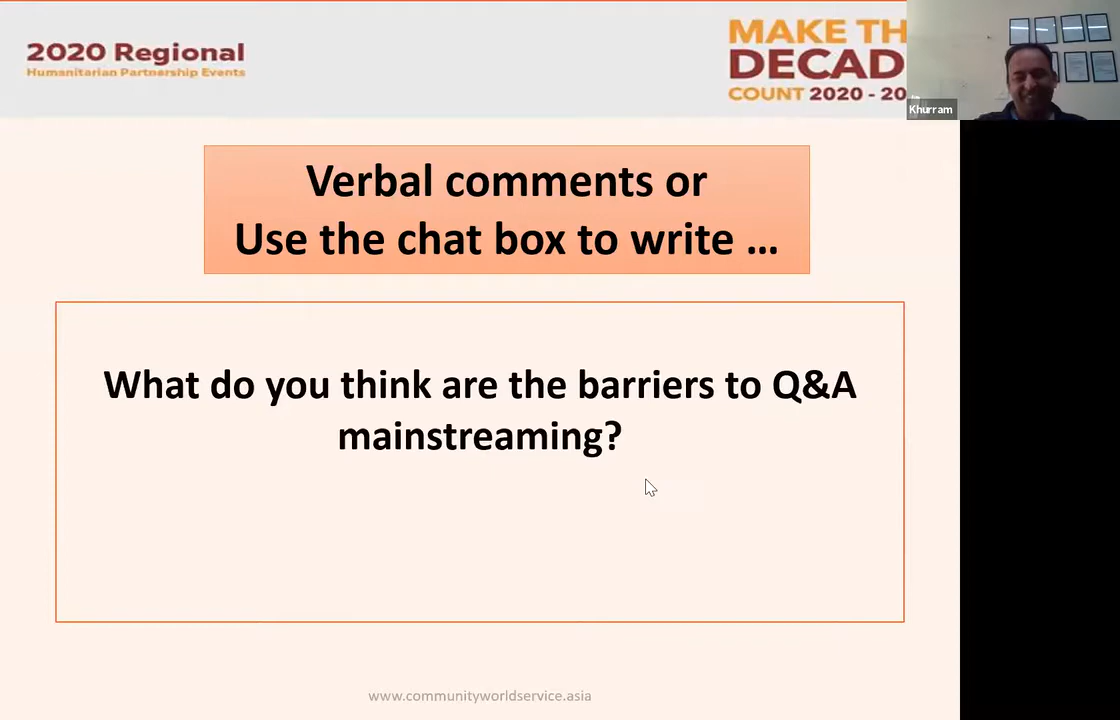 2020 Regional
Humanitarian Partnership Events
MAKE TH
DECAD
COUNT 2020 - 20
Khurram
Verbal comments or
Use the chat box to write ...
What do you think are the barriers to Q&A
mainstreaming?
www.communityworldservice.asia